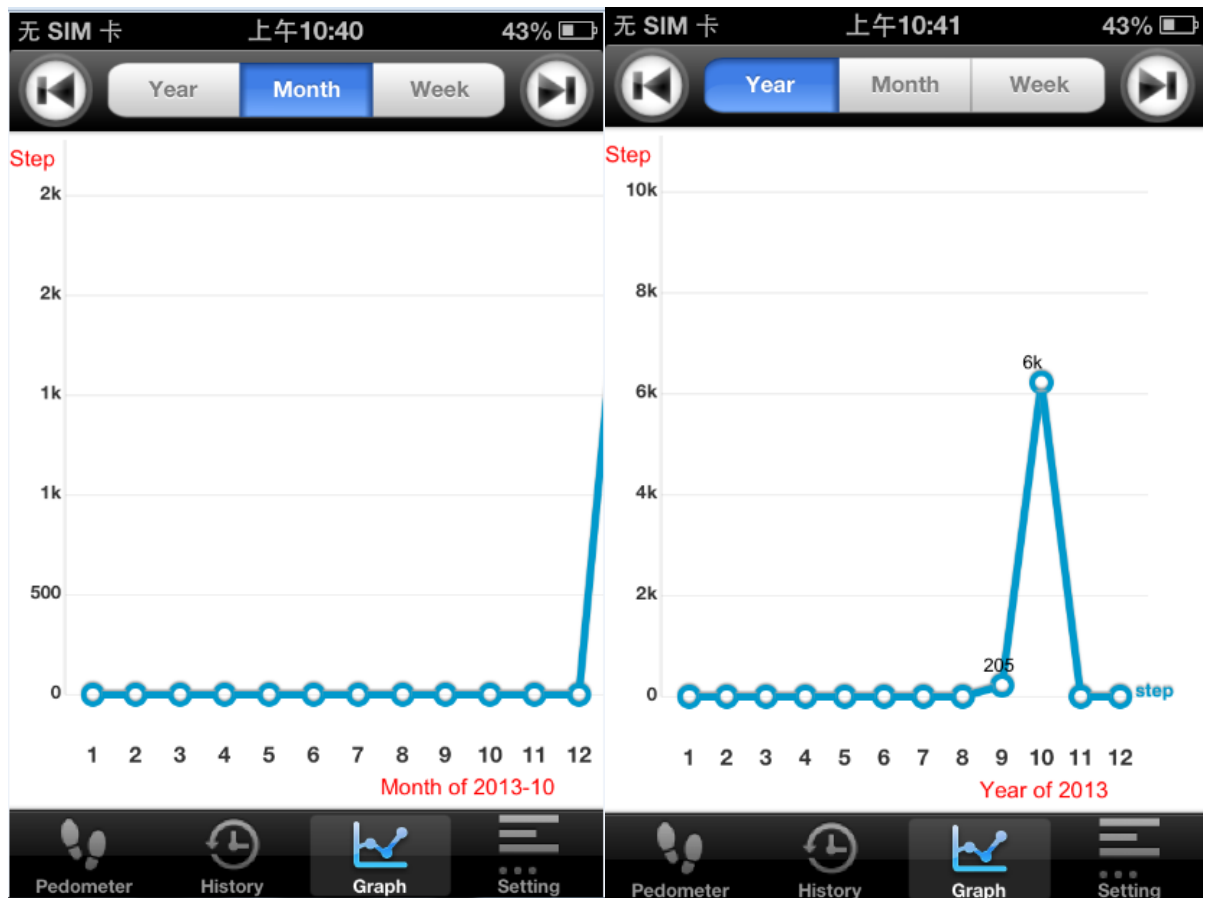 无 SIM 卡 上午10:40 43%
Year Month Week
Step
2k
2k
1k
1k
500
0
1 2 3 4 5 6 7 8 9 10 11 12
Month of 2013-10
Pedometer History Graph Setting
无 SIM 卡 上午10:41 43%
Year Month Week
Step
10k
8k
6k
6k
4k
2k
205
0
step
1 2 3 4 5 6 7 8 9 10 11 12
Year of 2013
Pedometer History Graph Setting